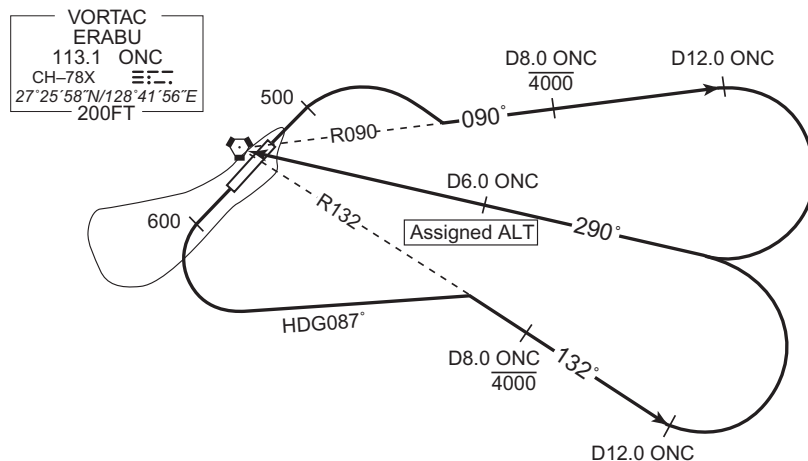 VORTAC
ERABU
113.1 ONC
CH–78X
27°25´58˝N/128°41´56˝E
200FT
D8.0 ONC
4000
D12.0 ONC
500
R090
090°
D6.0 ONC
Assigned ALT
290°
R132
600
HDG087°
D8.0 ONC
4000
132°
D12.0 ONC